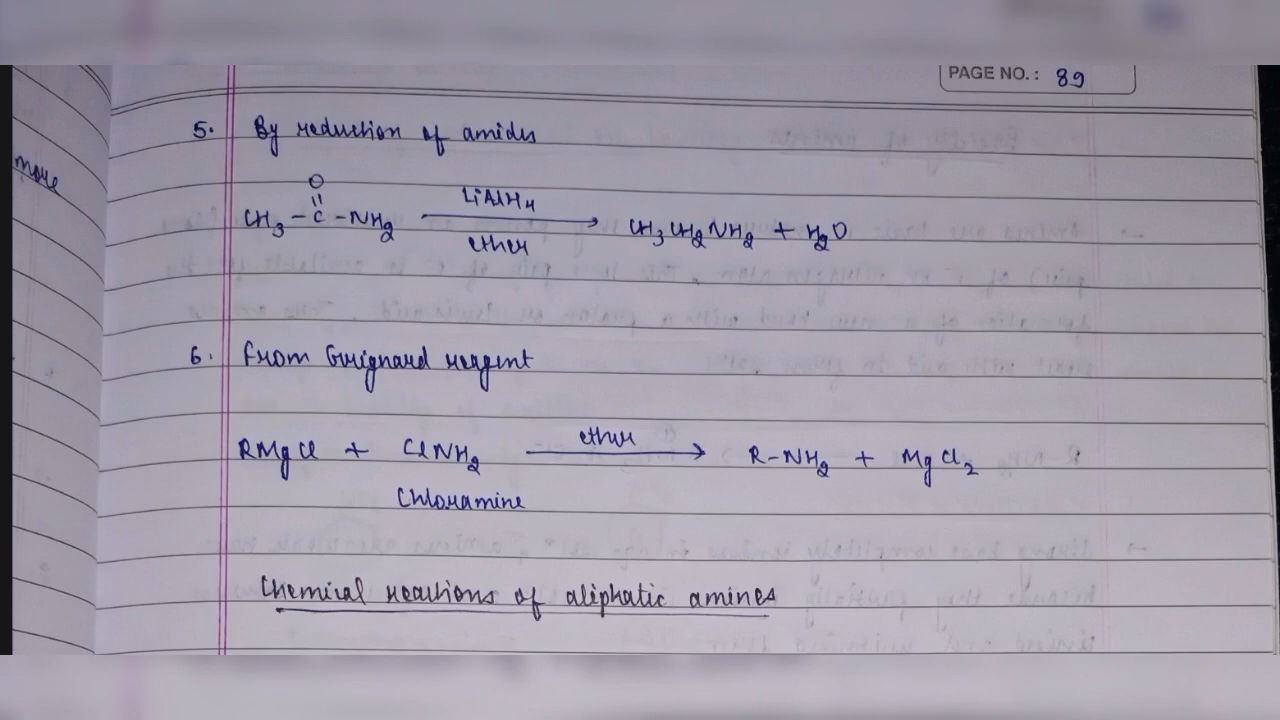 PAGE NO.: 89
more
5. By reduction of amides
O
||
CH3-C-NH2 LiAlH4 ether → CH3CH2NH2 + H2O
6. From Grignard reagent
RMgCl + ClNH2 ether → R-NH2 + MgCl2
Chloramine
Chemical reactions of aliphatic amines